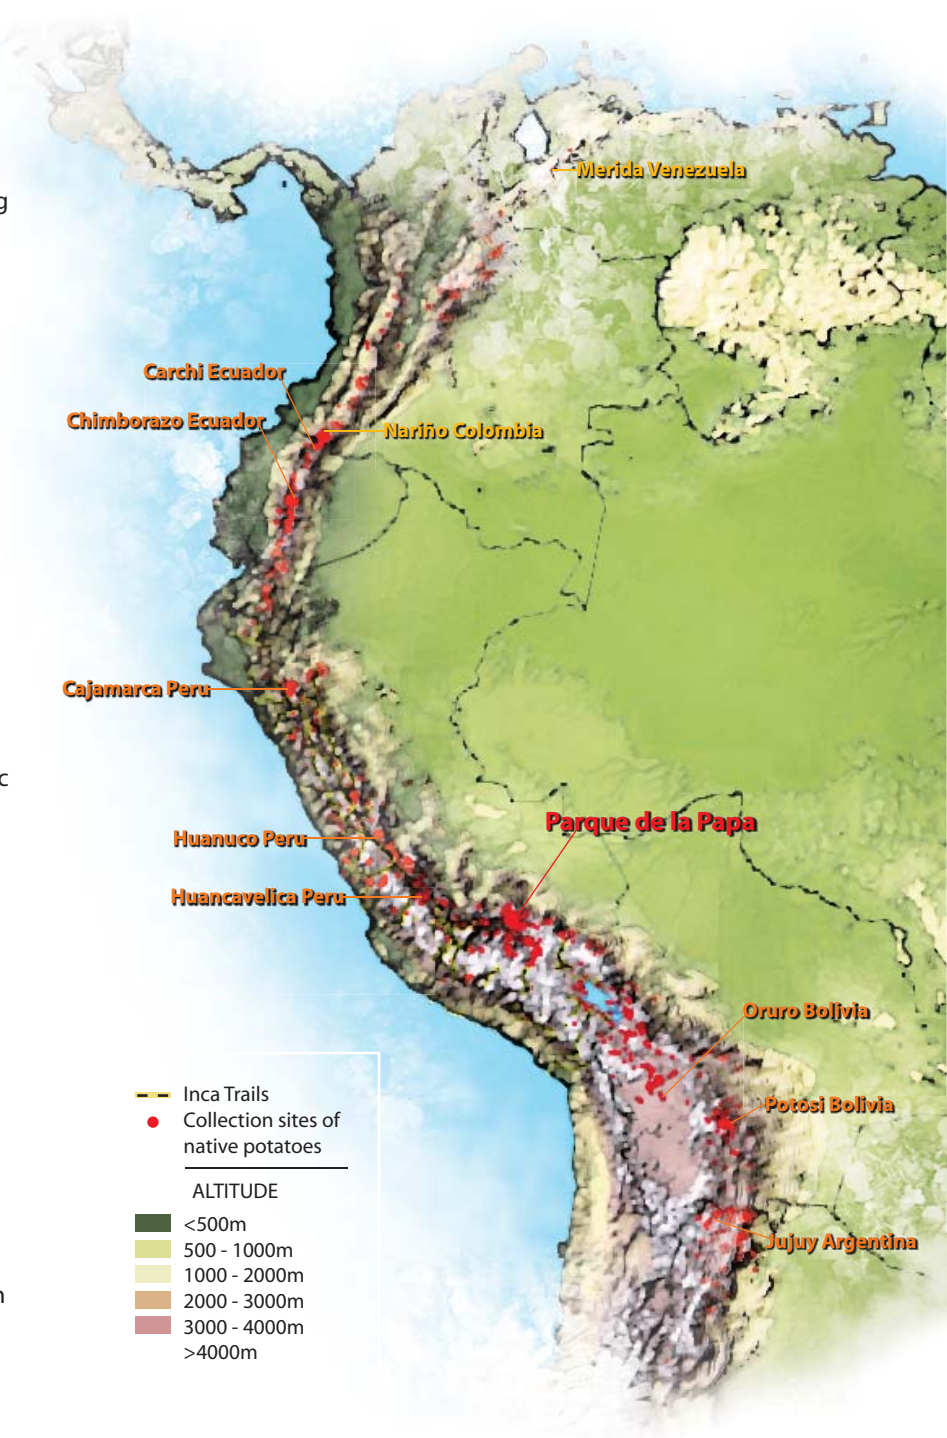 g
Merida Venezuela
Carchi Ecuador
Chimborazo Ecuador
Nariño Colombia
Cajamarca Peru
c
Parque de la Papa
Huanuco Peru
Huancavelica Peru
Oruro Bolivia
Potosi Bolivia
Jujuy Argentina
Inca Trails
Collection sites of
native potatoes
ALTITUDE
<500m
500 - 1000m
1000 - 2000m
2000 - 3000m
3000 - 4000m
>4000m
n